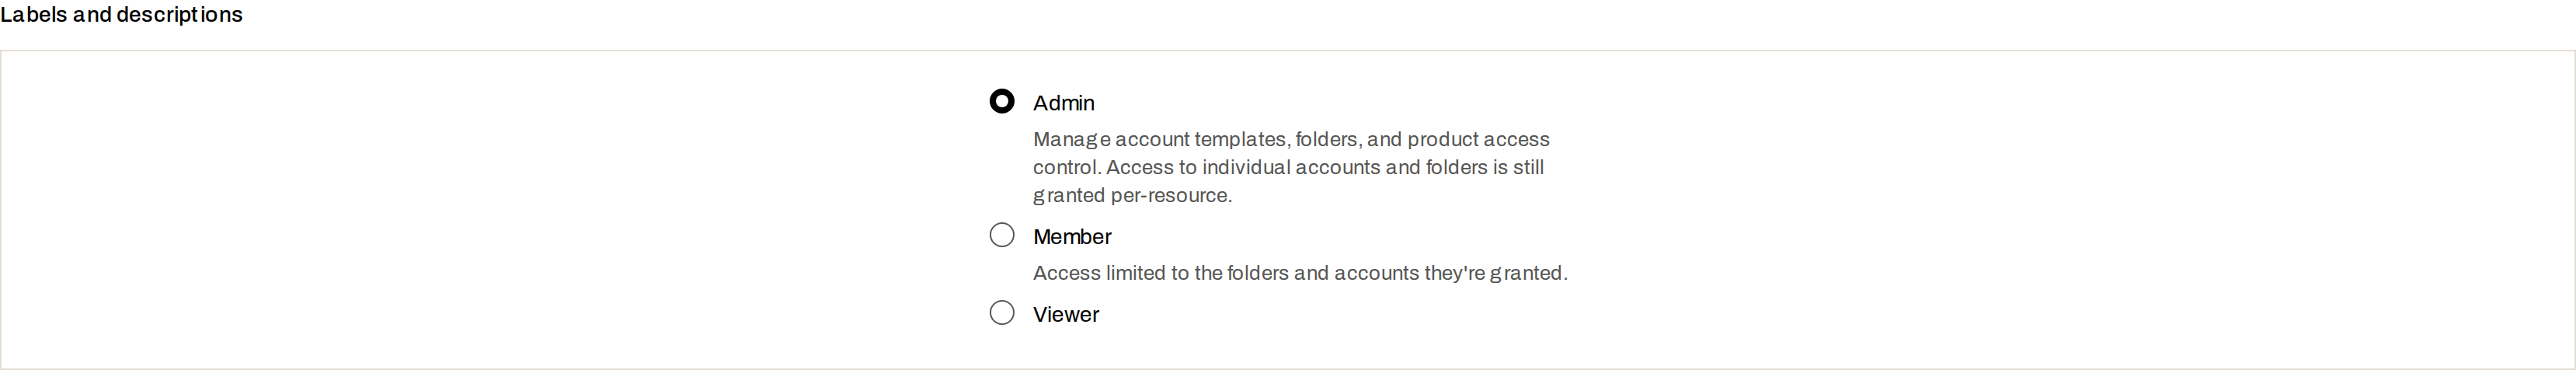 Labels and descriptions
Admin
Manage account templates, folders, and product access
control. Access to individual accounts and folders is still
granted per-resource.
Member
Access limited to the folders and accounts they're granted.
Viewer